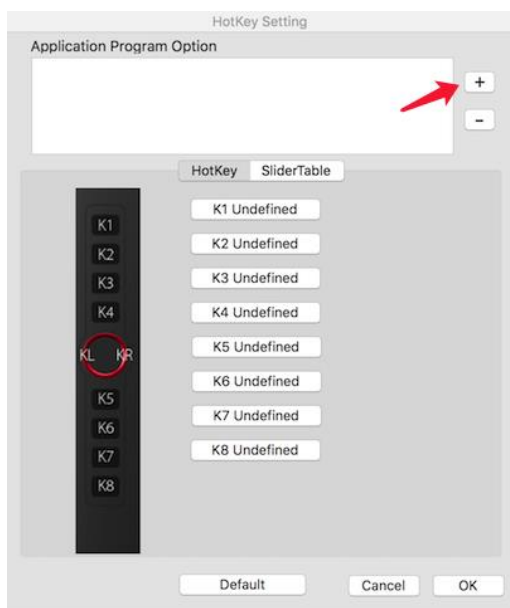 HotKey Setting
Application Program Option
+
-
HotKey SliderTable
K1
K2
K3
K4
KL KR
K5
K6
K7
K8
K1 Undefined
K2 Undefined
K3 Undefined
K4 Undefined
K5 Undefined
K6 Undefined
K7 Undefined
K8 Undefined
Default Cancel OK